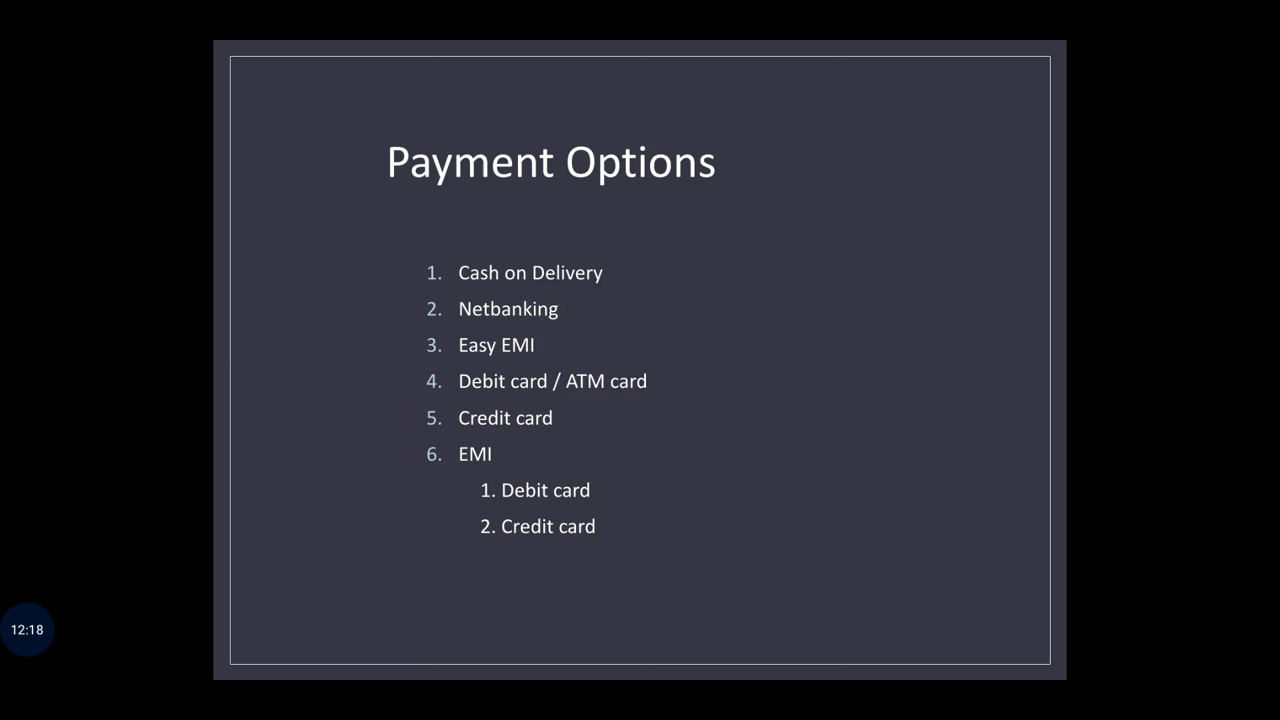 Payment Options
1. Cash on Delivery
2. Netbanking
3. Easy EMI
4. Debit card / ATM card
5. Credit card
6. EMI
1. Debit card
2. Credit card
12:18